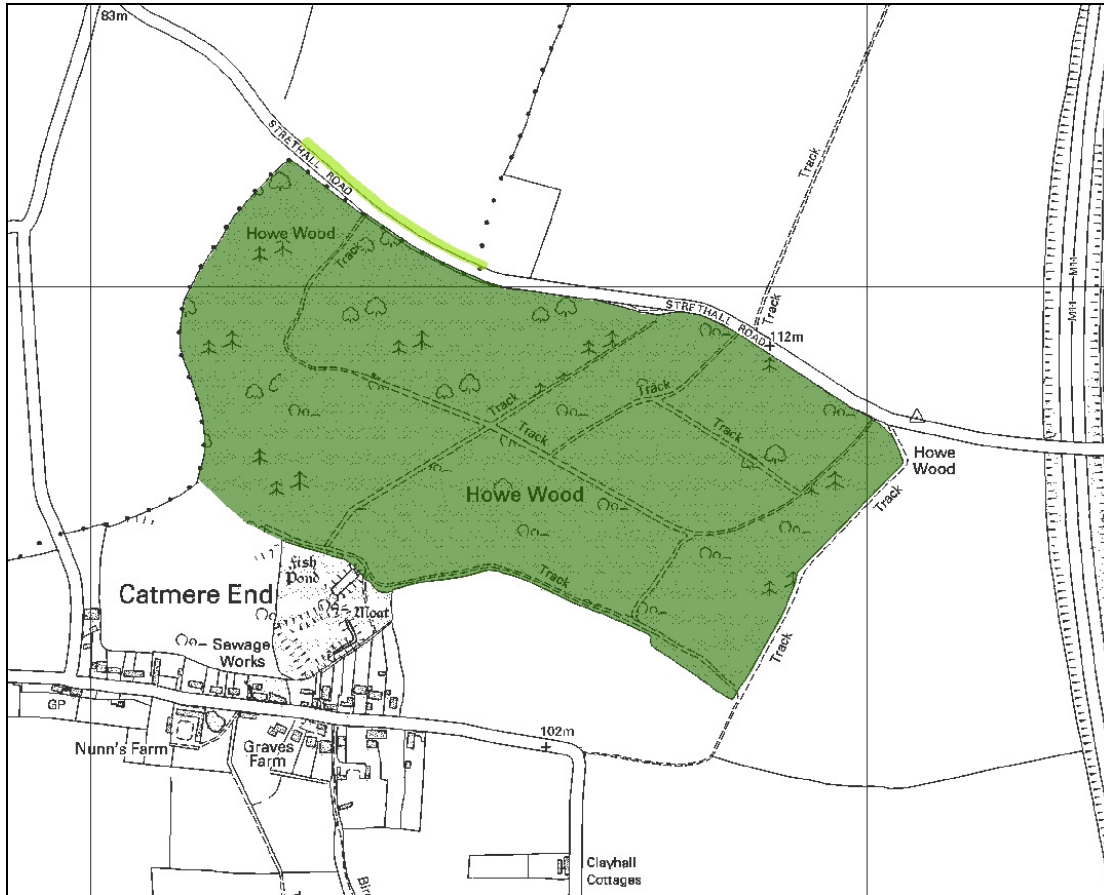 83m
STRETHALL ROAD
Track
Howe Wood
Track
Track
STRETHALL ROAD
112m
M11
M11
Track
Track
Track
Track
Track
Howe
Wood
Track
Howe Wood
Track
Track
Fish
Pond
Catmere End
Moat
Sewage
Works
GP
Nunn's Farm
Graves
Farm
102m
Clayhall
Cottages